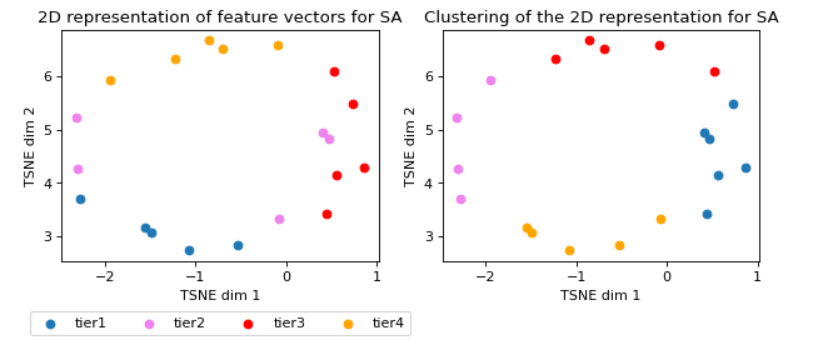 2D representation of feature vectors for SA
TSNE dim 2
6
5
4
3
−2
−1
0
1
TSNE dim 1
Clustering of the 2D representation for SA
TSNE dim 2
6
5
4
3
−2
−1
0
1
TSNE dim 1
tier1 tier2 tier3 tier4